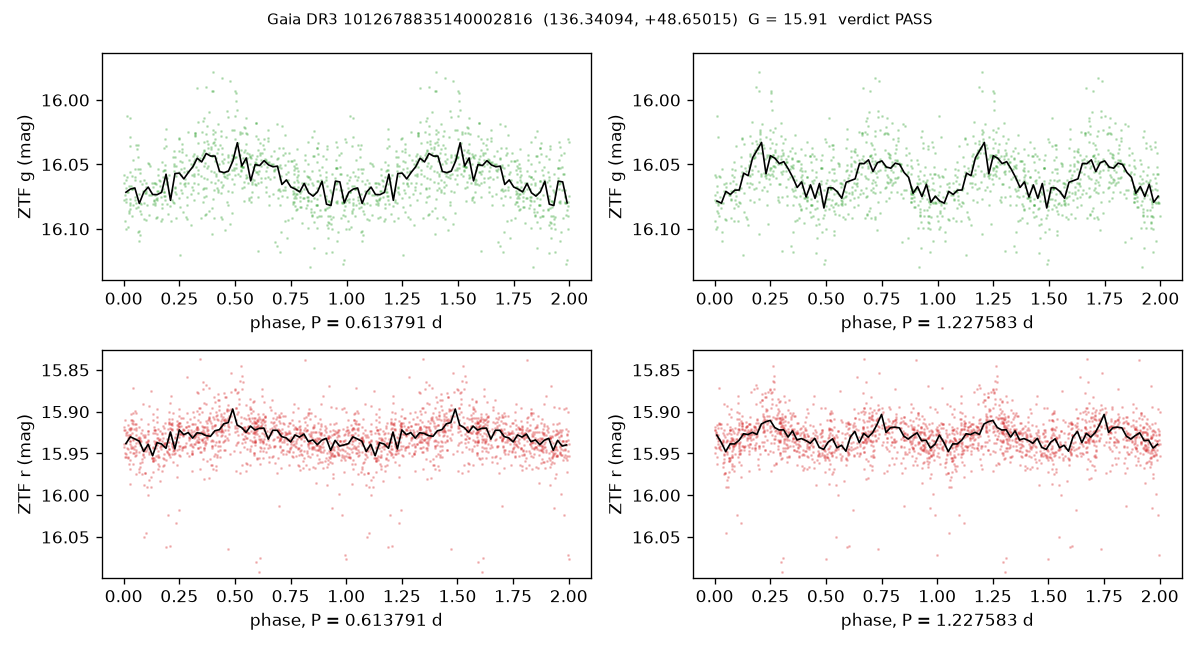 Gaia DR3 1012678835140002816  (136.34094, +48.65015)  G = 15.91  verdict PASS
ZTF g (mag)
16.00
16.05
16.10
0.00 0.25 0.50 0.75 1.00 1.25 1.50 1.75 2.00
phase, P = 0.613791 d
ZTF g (mag)
16.00
16.05
16.10
0.00 0.25 0.50 0.75 1.00 1.25 1.50 1.75 2.00
phase, P = 1.227583 d
ZTF r (mag)
15.85
15.90
15.95
16.00
16.05
0.00 0.25 0.50 0.75 1.00 1.25 1.50 1.75 2.00
phase, P = 0.613791 d
ZTF r (mag)
15.85
15.90
15.95
16.00
16.05
0.00 0.25 0.50 0.75 1.00 1.25 1.50 1.75 2.00
phase, P = 1.227583 d